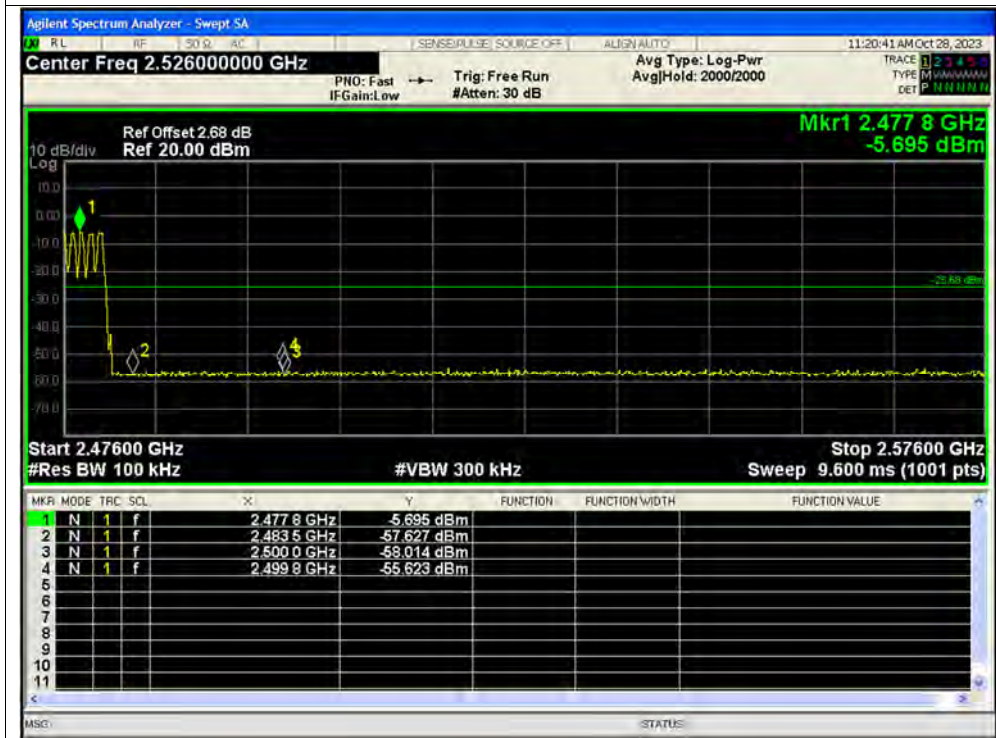 Agilent Spectrum Analyzer - Swept SA
RL RF 50 Ω AC SENSE:PULSE SOURCE OFF ALIGN AUTO 11:20:41 AM Oct 28, 2023
Center Freq 2.526000000 GHz
Avg Type: Log-Pwr
TRACE 1 2 3 4 5 6
PNO: Fast Trig: Free Run Avg|Hold: 2000/2000
TYPE M
IFGain:Low #Atten: 30 dB
DET P N N N N N
Mkr1 2.477 8 GHz
-5.695 dBm
Ref Offset 2.68 dB
10 dB/div Ref 20.00 dBm
Log
10.0
0.00
1
-10.0
-20.0
-25.68 dBm
-30.0
-40.0
-50.0
2
4
3
-60.0
-70.0
Start 2.47600 GHz Stop 2.57600 GHz
#Res BW 100 kHz #VBW 300 kHz Sweep 9.600 ms (1001 pts)
MKR MODE TRC SCL X Y FUNCTION FUNCTION WIDTH FUNCTION VALUE
1 N 1 f 2.477 8 GHz -5.695 dBm
2 N 1 f 2.483 5 GHz -57.627 dBm
3 N 1 f 2.500 0 GHz -58.014 dBm
4 N 1 f 2.499 8 GHz -55.623 dBm
5
6
7
8
9
10
11
MSG STATUS